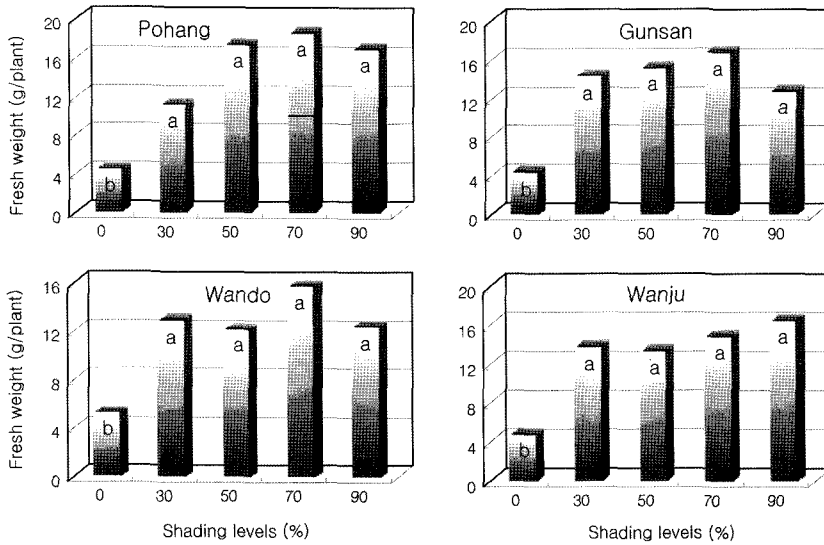 Pohang
Fresh weight (g/plant)
20
16
12
8
4
0
b
a
a
a
a
0 30 50 70 90
Gunsan
20
16
12
8
4
0
b
a
a
a
a
0 30 50 70 90
Wando
Fresh weight (g/plant)
16
12
8
4
0
b
a
a
a
a
0 30 50 70 90
Shading levels (%)
Wanju
20
16
12
8
4
0
b
a
a
a
a
0 30 50 70 90
Shading levels (%)